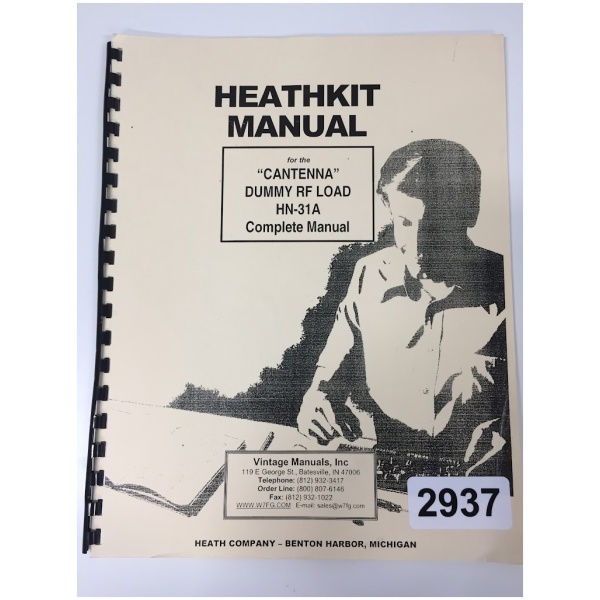 HEATHKIT
MANUAL
for the
"CANTENNA"
DUMMY RF LOAD
HN-31A
Complete Manual
Vintage Manuals, Inc
119 E George St., Batesville, IN 47006
Telephone: (812) 932-3417
Order Line: (800) 807-6146
Fax: (812) 932-1022
WWW.W7FG.COM E-mail: sales@w7fg.com
2937
HEATH COMPANY – BENTON HARBOR, MICHIGAN